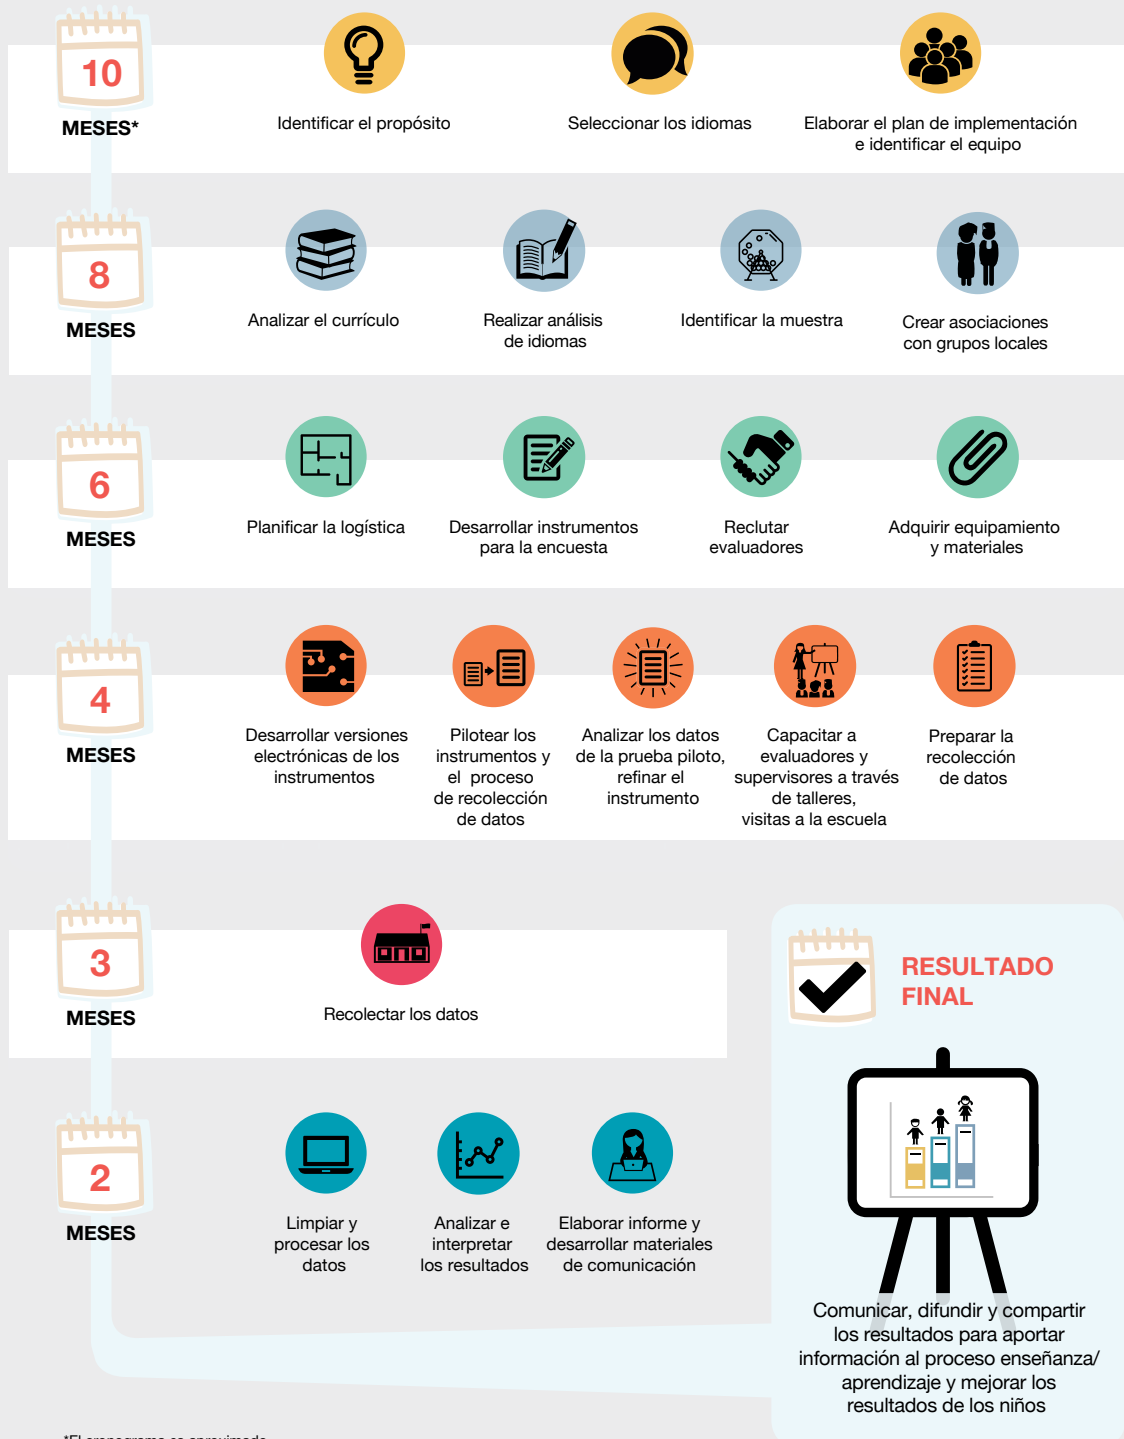 10
MESES*
Identificar el propósito
Seleccionar los idiomas
Elaborar el plan de implementación
e identificar el equipo
8
MESES
Analizar el currículo
Realizar análisis
de idiomas
Identificar la muestra
Crear asociaciones
con grupos locales
6
MESES
Planificar la logística
Desarrollar instrumentos
para la encuesta
Reclutar
evaluadores
Adquirir equipamiento
y materiales
4
MESES
Desarrollar versiones
electrónicas de los
instrumentos
Pilotear los
instrumentos y
el proceso
de recolección
de datos
Analizar los datos
de la prueba piloto,
refinar el
instrumento
Capacitar a
evaluadores y
supervisores a través
de talleres,
visitas a la escuela
Preparar la
recolección
de datos
3
MESES
Recolectar los datos
2
MESES
Limpiar y
procesar los
datos
Analizar e
interpretar
los resultados
Elaborar informe y
desarrollar materiales
de comunicación
RESULTADO
FINAL
Comunicar, difundir y compartir
los resultados para aportar
información al proceso enseñanza/
aprendizaje y mejorar los
resultados de los niños
*El cronograma es aproximado